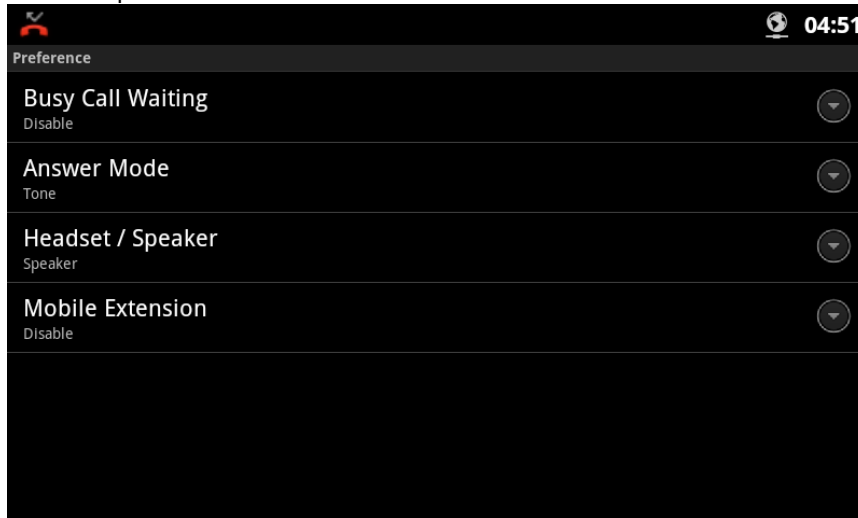 04:51
Preference
Busy Call Waiting
Disable
Answer Mode
Tone
Headset / Speaker
Speaker
Mobile Extension
Disable